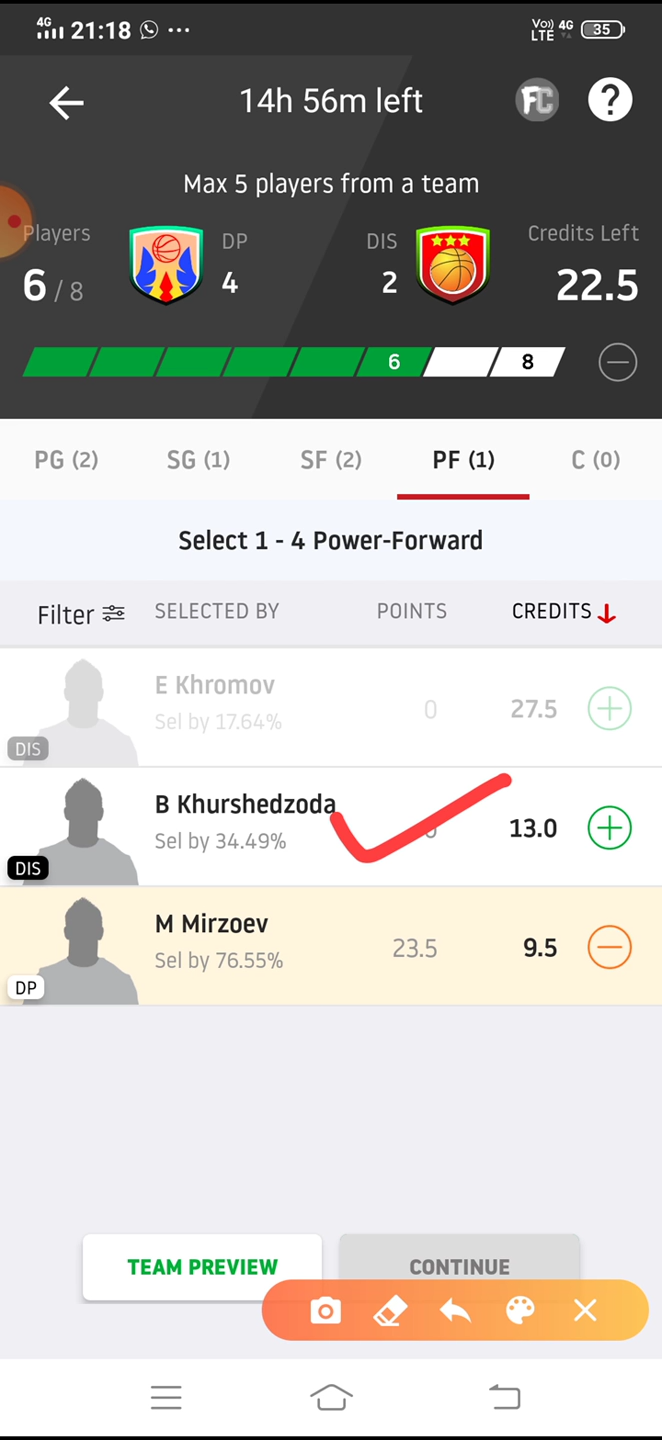 4G 21:18 Vo)) LTE 4G 35
14h 56m left FC ?
Max 5 players from a team
Players DP DIS Credits Left
6 / 8 4 2 22.5
6 8
PG (2) SG (1) SF (2) PF (1) C (0)
Select 1 - 4 Power-Forward
Filter SELECTED BY POINTS CREDITS
E Khromov
Sel by 17.64% 0 27.5
DIS
B Khurshedzoda
Sel by 34.49% 0 13.0
DIS
M Mirzoev
Sel by 76.55% 23.5 9.5
DP
TEAM PREVIEW CONTINUE